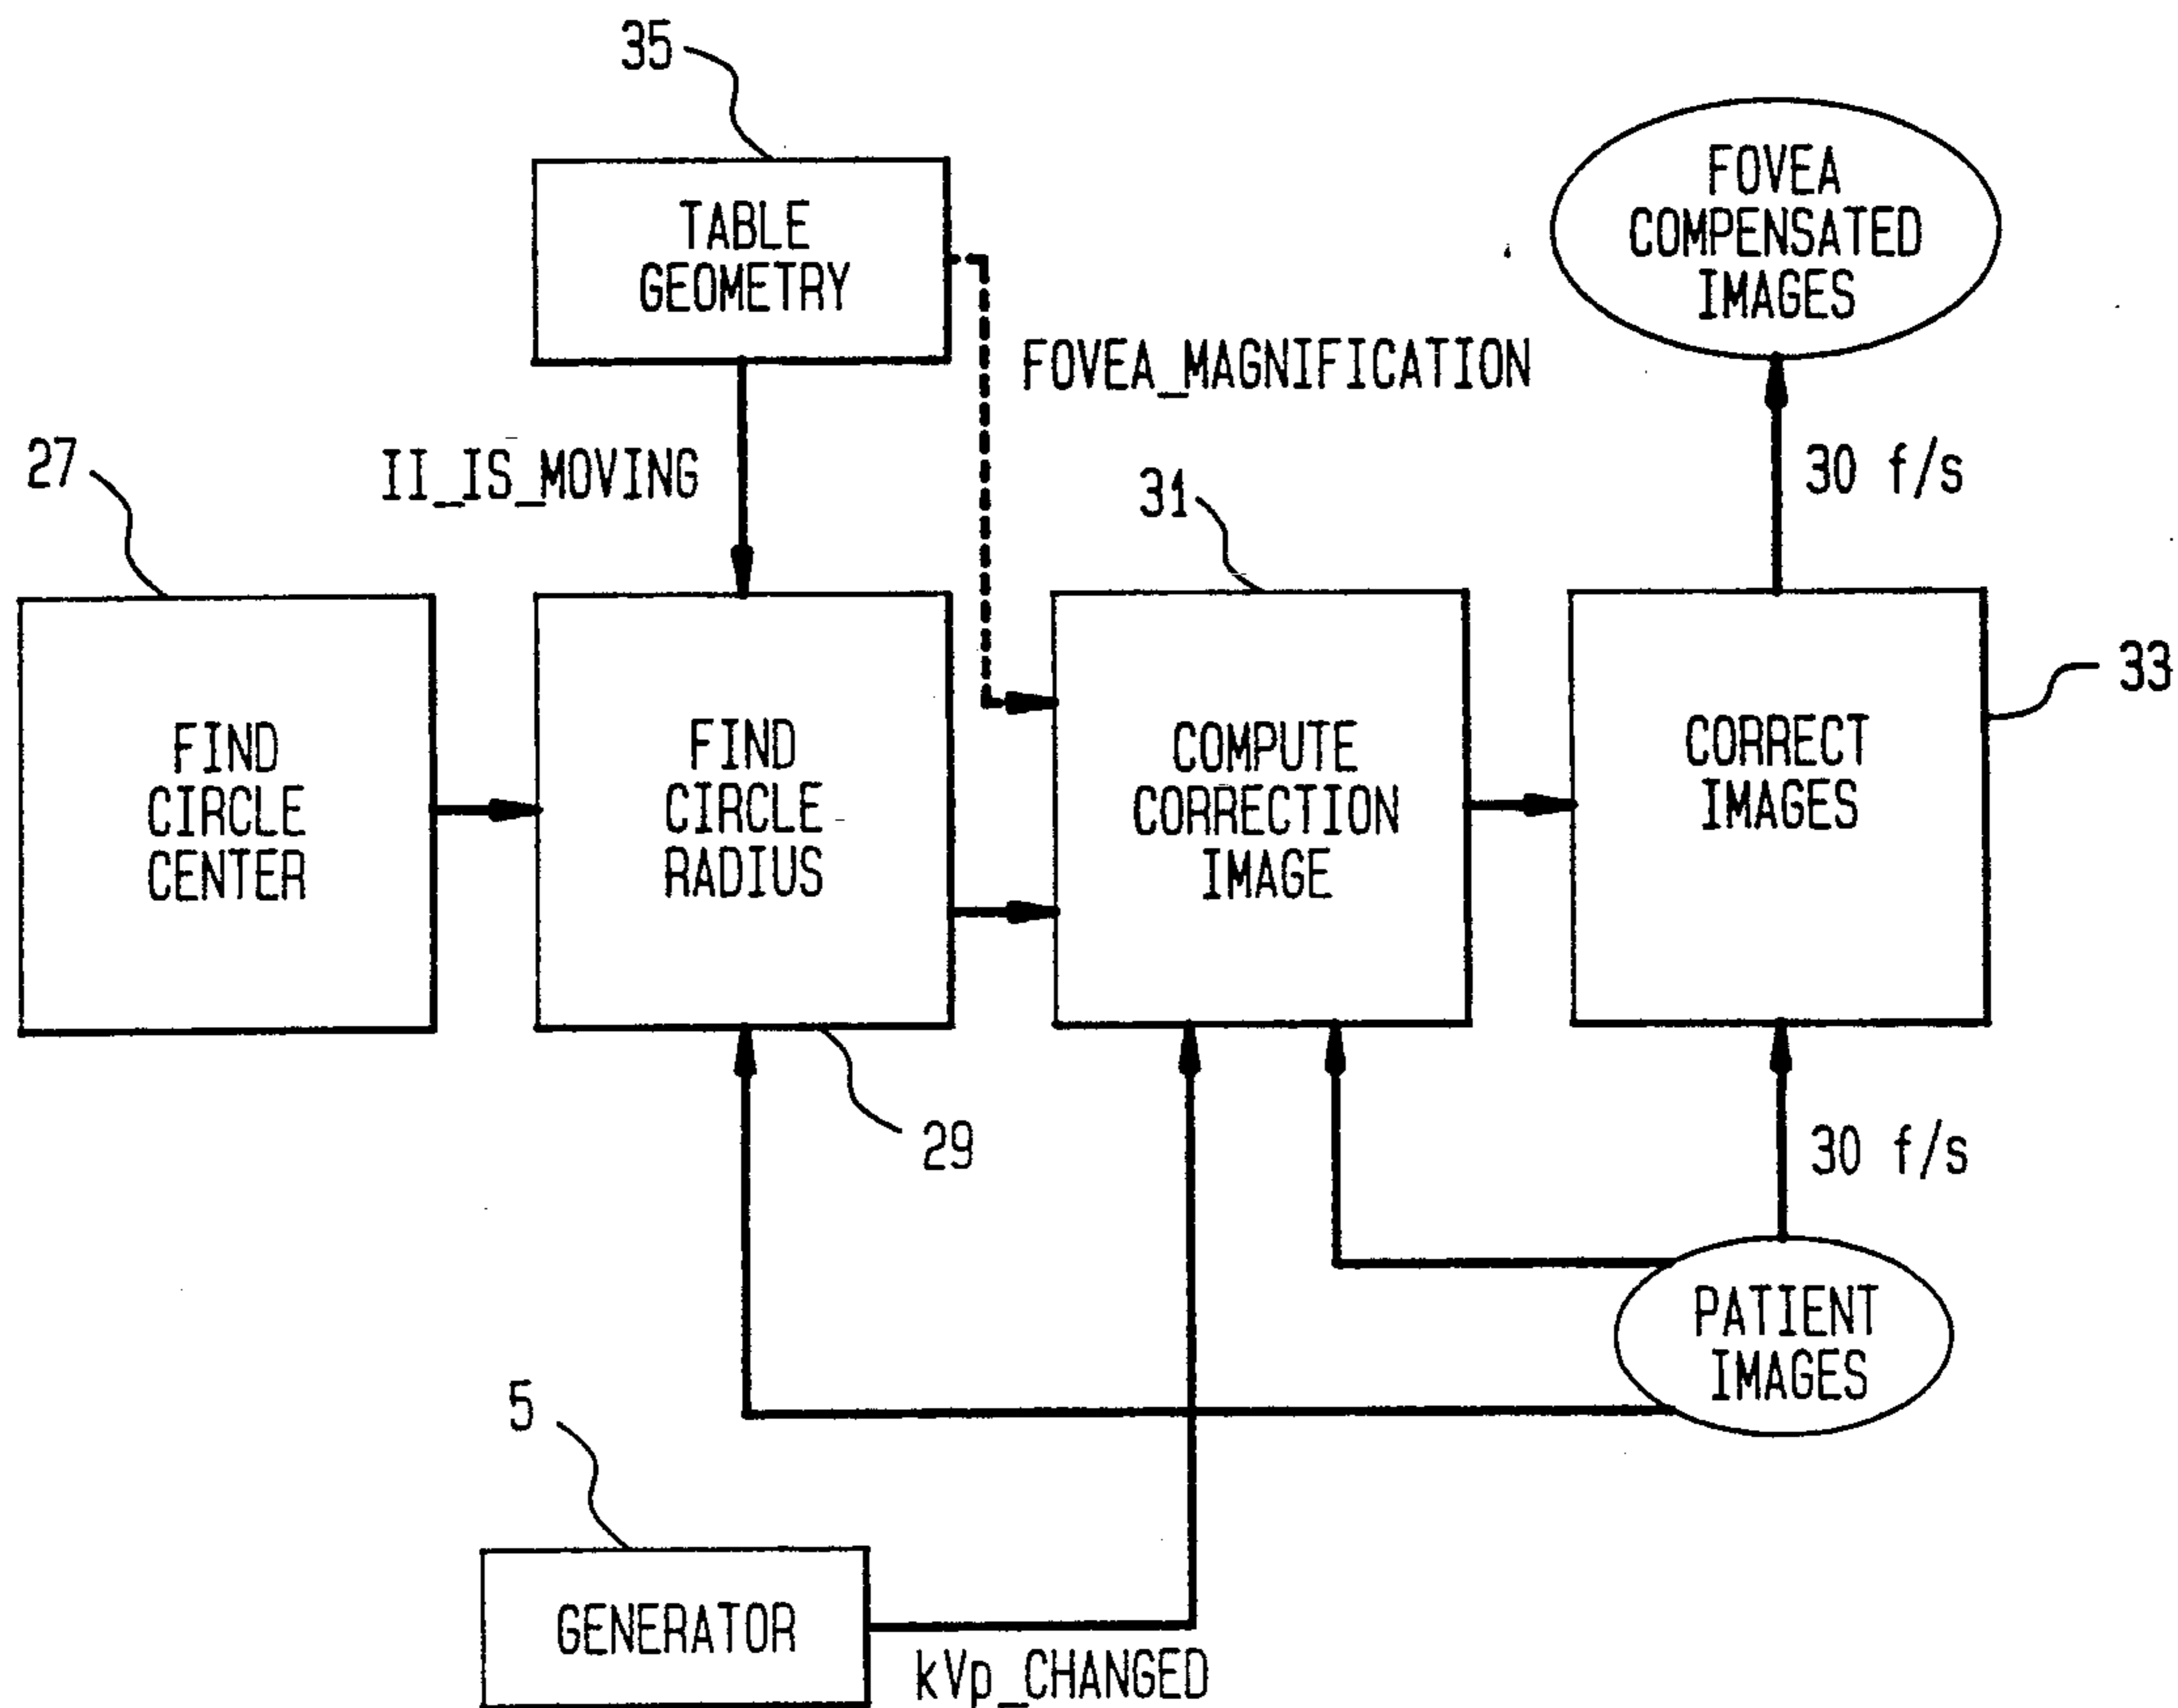 35
TABLE
GEOMETRY
FOVEA
COMPENSATED
IMAGES
FOVEA_MAGNIFICATION
27
II_IS_MOVING
31
30 f/s
33
FIND
CIRCLE
CENTER
FIND
CIRCLE
RADIUS
COMPUTE
CORRECTION
IMAGE
CORRECT
IMAGES
29
30 f/s
PATIENT
IMAGES
5
GENERATOR
kVp_CHANGED